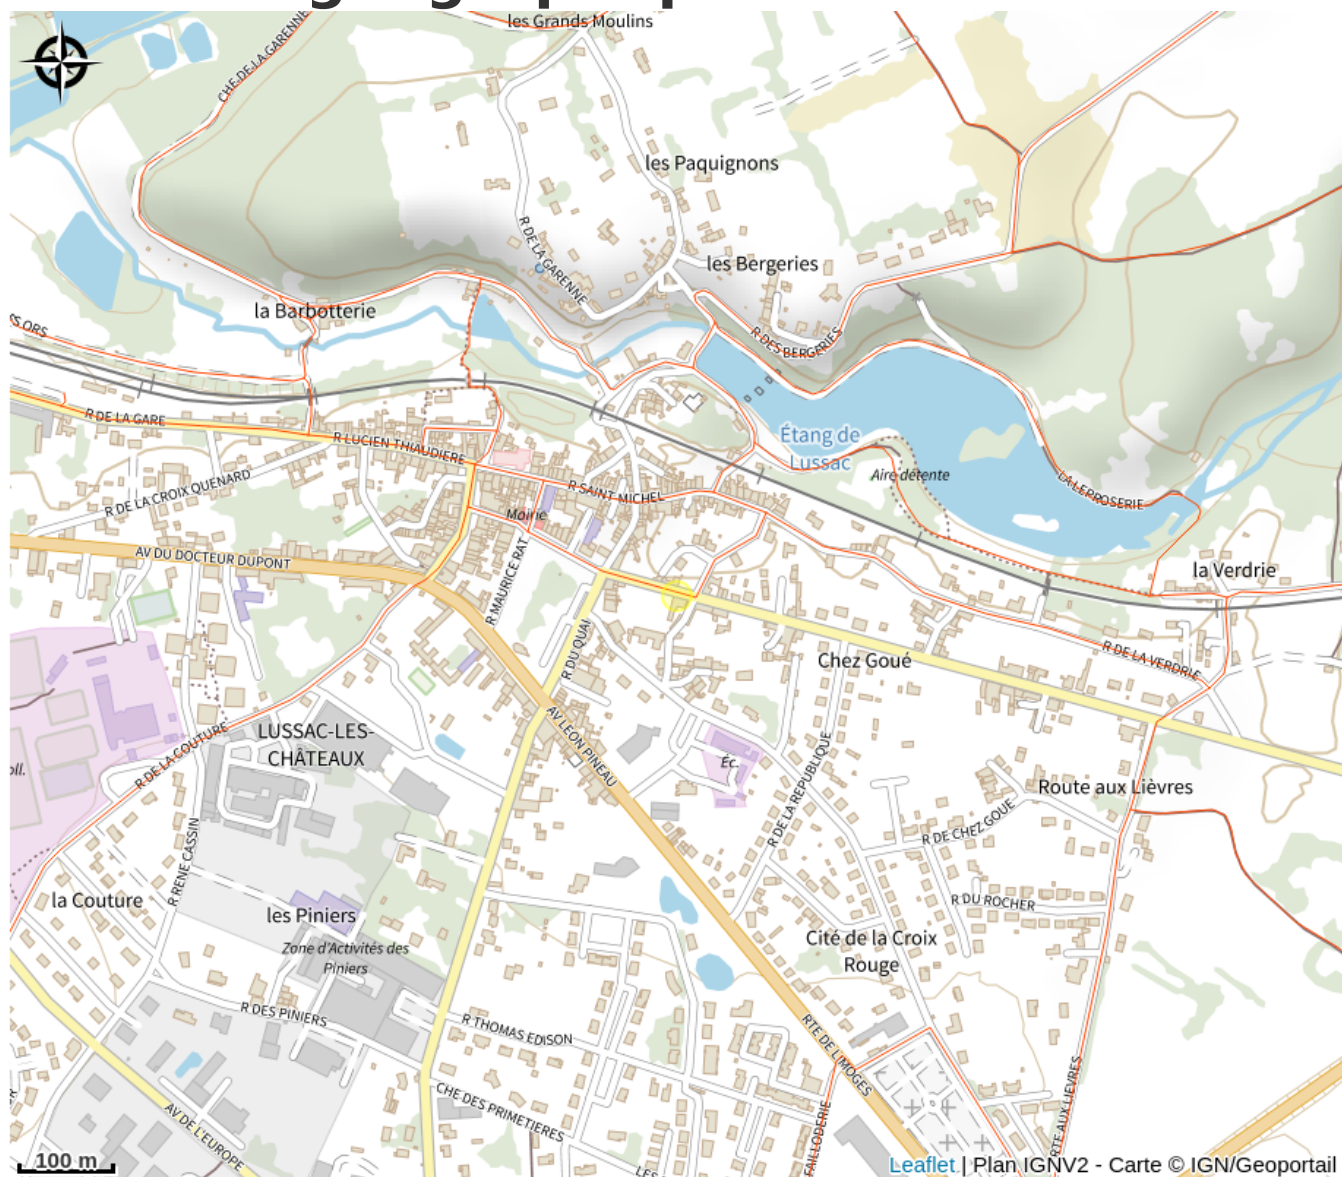 les Grands Moulins
CHE DE LA GARENNE
les Paquignons
R DE LA GARENNE
les Bergeries
la Barbotterie
R DES BERGERIES
R DE LA GARE
R LUCIEN THIAUDIERE
Étang de
Lussac
Aire détente
R DE LA CROIX QUENARD
R SAINT MICHEL
LA LEPROSERIE
Mairie
AV DU DOCTEUR DUPONT
R MAURICE RAT
la Verdrie
R DU QUAI
Chez Goué
R DE LA VERDRIE
LUSSAC-LES-
CHÂTEAUX
R DE LA COUTURE
AV LEON PINEAU
Éc.
oll.
R DE LA REPUBLIQUE
Route aux Lièvres
R DE CHEZ GOUE
R RENE CASSIN
la Couture
les Piniers
R DU ROCHER
Zone d'Activités des
Piniers
Cité de la Croix
Rouge
R DES PINIERS
R THOMAS EDISON
RTE DE LIMOGES
CHE DES PRIMETIERES
AV DE L'EUROPE
AILLODERIE
RTE AUX LIEVRES
LES
100 m
Leaflet | Plan IGNV2 - Carte © IGN/Geoportail